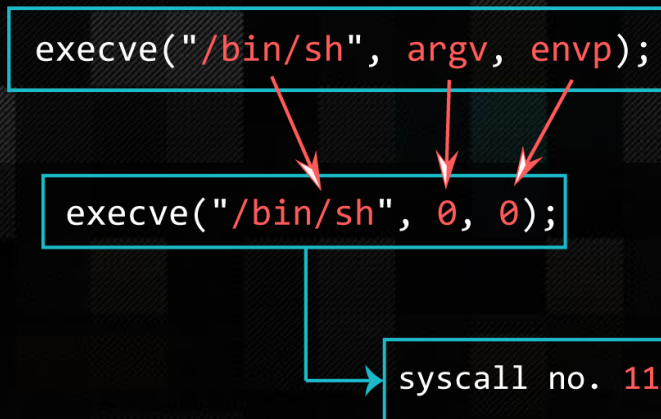 execve("/bin/sh", argv, envp);
execve("/bin/sh", 0, 0);
syscall no. 11